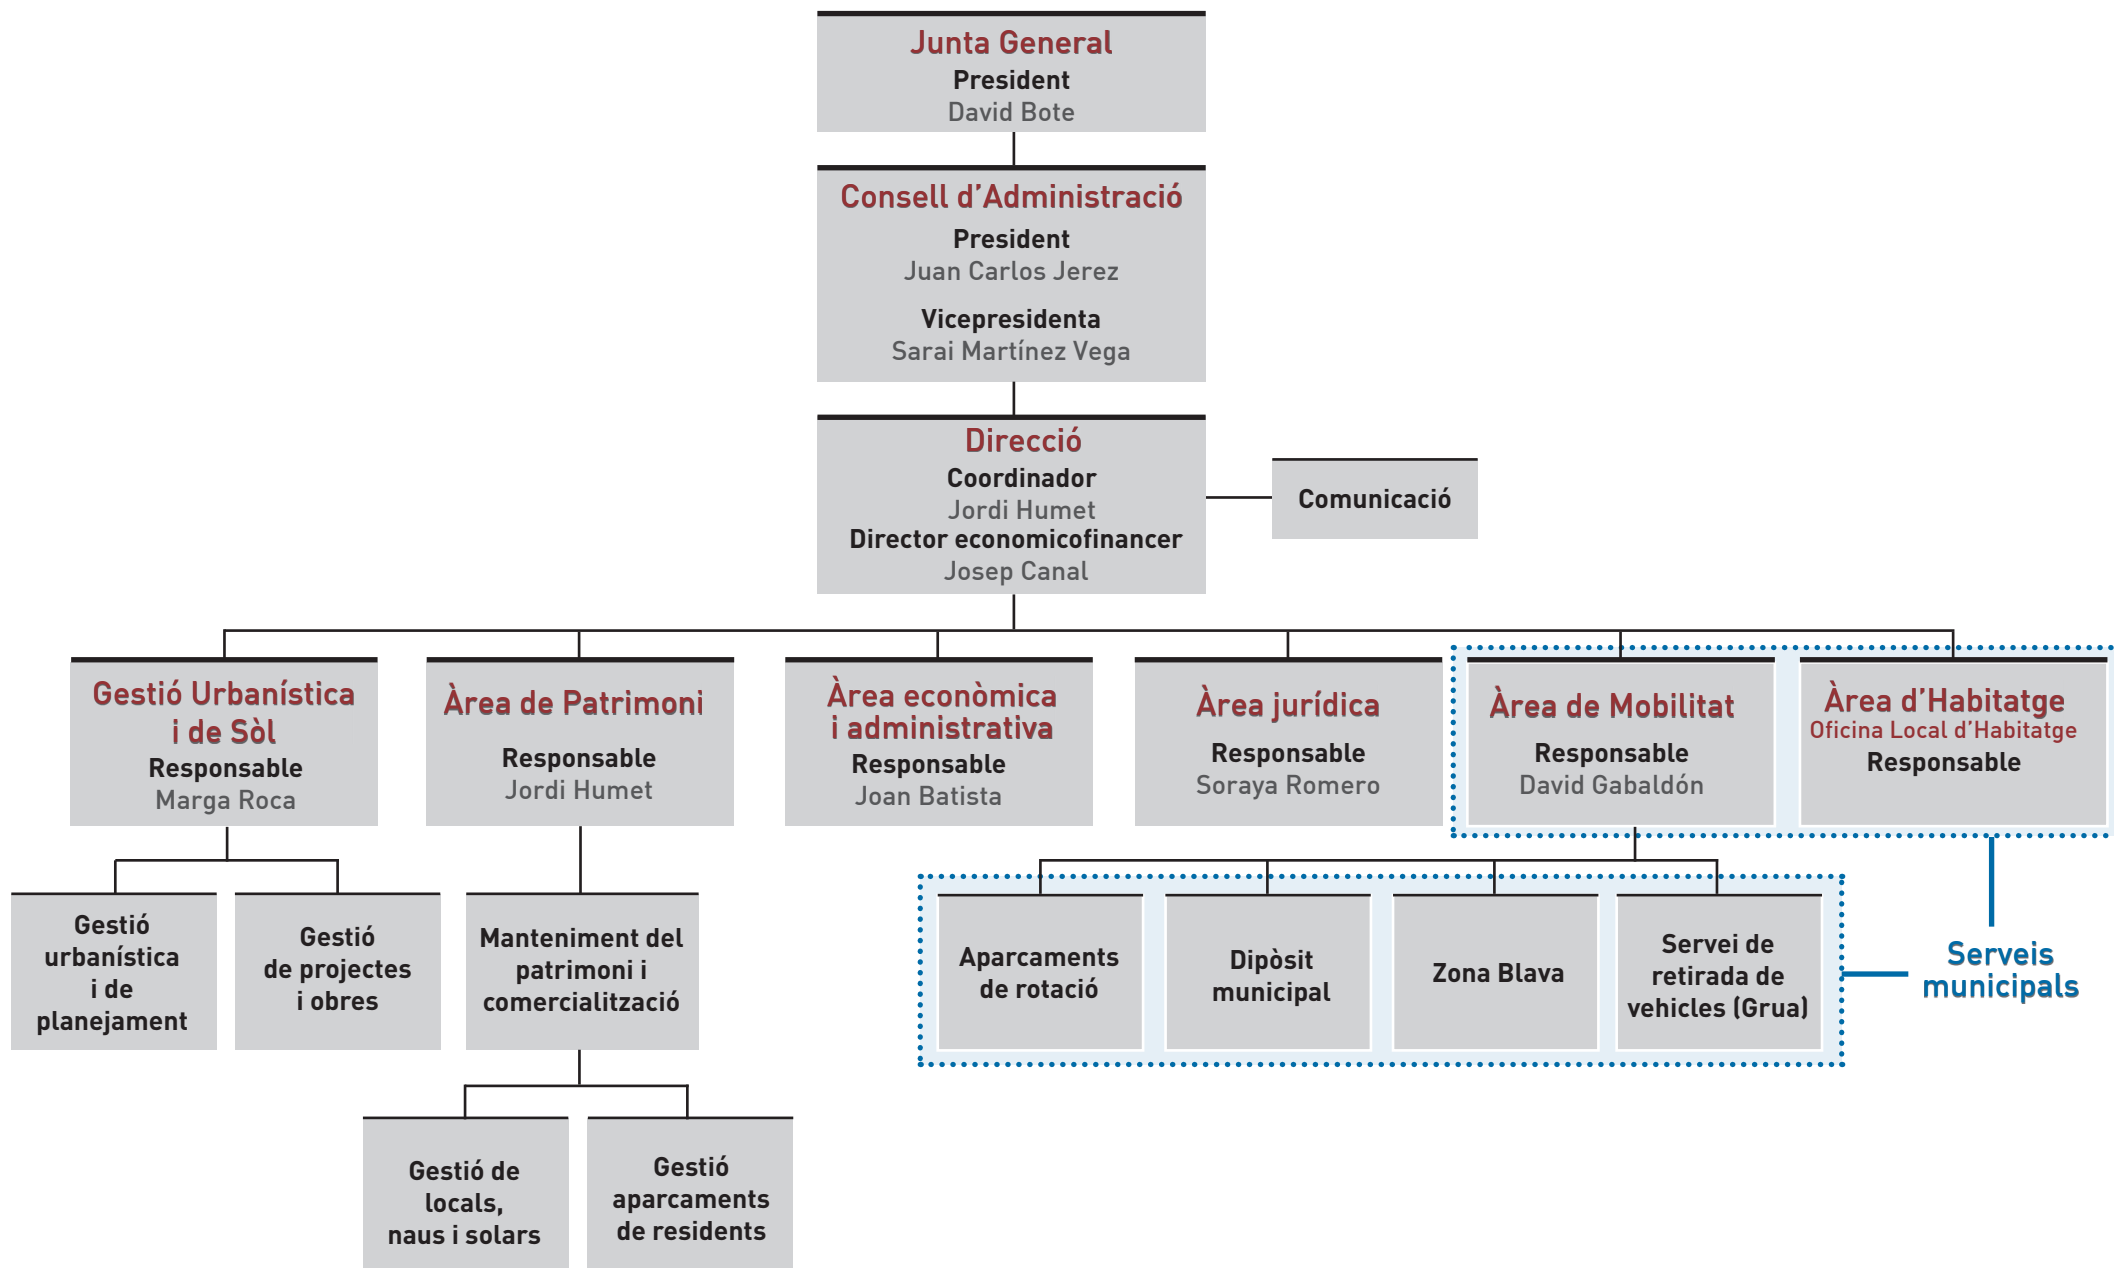 Junta General
President
David Bote
Consell d’Administració
President
Juan Carlos Jerez
Vicepresidenta
Sarai Martínez Vega
Direcció
Coordinador
Jordi Humet
Director economicofinancer
Josep Canal
Comunicació
Gestió Urbanística
i de Sòl
Responsable
Marga Roca
Àrea de Patrimoni
Responsable
Jordi Humet
Àrea econòmica
i administrativa
Responsable
Joan Batista
Àrea jurídica
Responsable
Soraya Romero
Àrea de Mobilitat
Responsable
David Gabaldón
Àrea d’Habitatge
Oficina Local d’Habitatge
Responsable
Gestió
urbanística
i de
planejament
Gestió
de projectes
i obres
Manteniment del
patrimoni i
comercialització
Aparcaments
de rotació
Dipòsit
municipal
Zona Blava
Servei de
retirada de
vehicles (Grua)
Serveis
municipals
Gestió de
locals,
naus i solars
Gestió
aparcaments
de residents